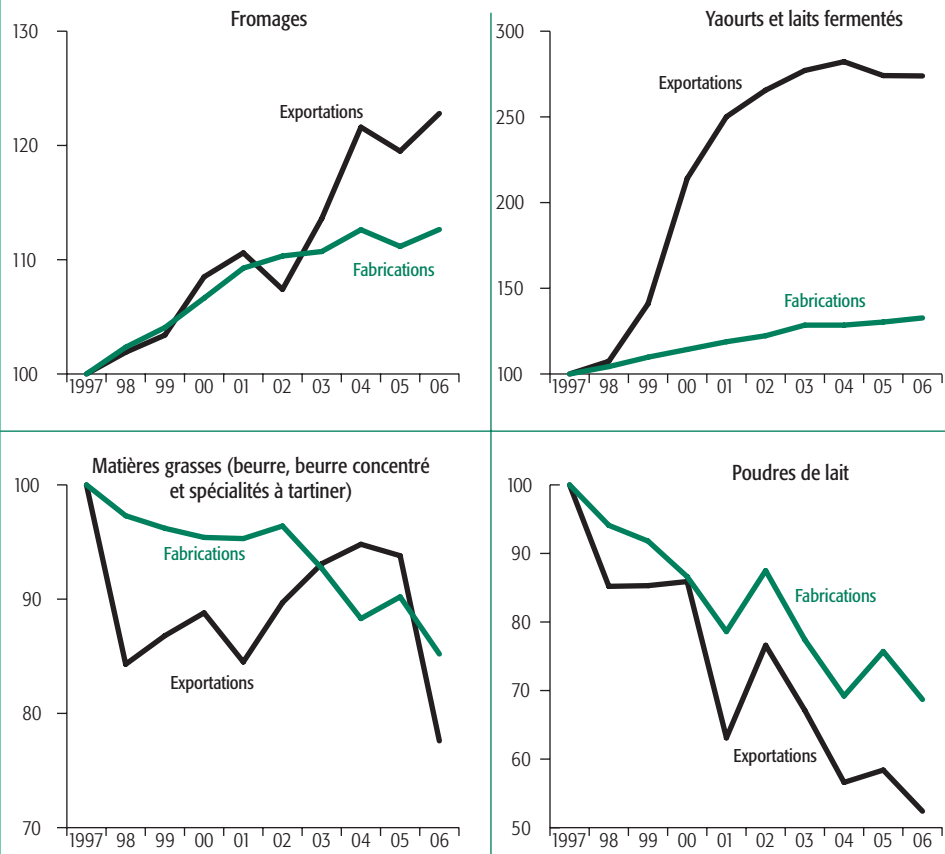 Fromages
130
120
110
100
Exportations
Fabrications
1997 98 99 00 01 02 03 04 05 06
Yaourts et laits fermentés
300
250
200
150
100
Exportations
Fabrications
1997 98 99 00 01 02 03 04 05 06
Matières grasses (beurre, beurre concentré
et spécialités à tartiner)
100
90
80
70
Fabrications
Exportations
1997 98 99 00 01 02 03 04 05 06
Poudres de lait
100
90
80
70
60
50
Fabrications
Exportations
1997 98 99 00 01 02 03 04 05 06